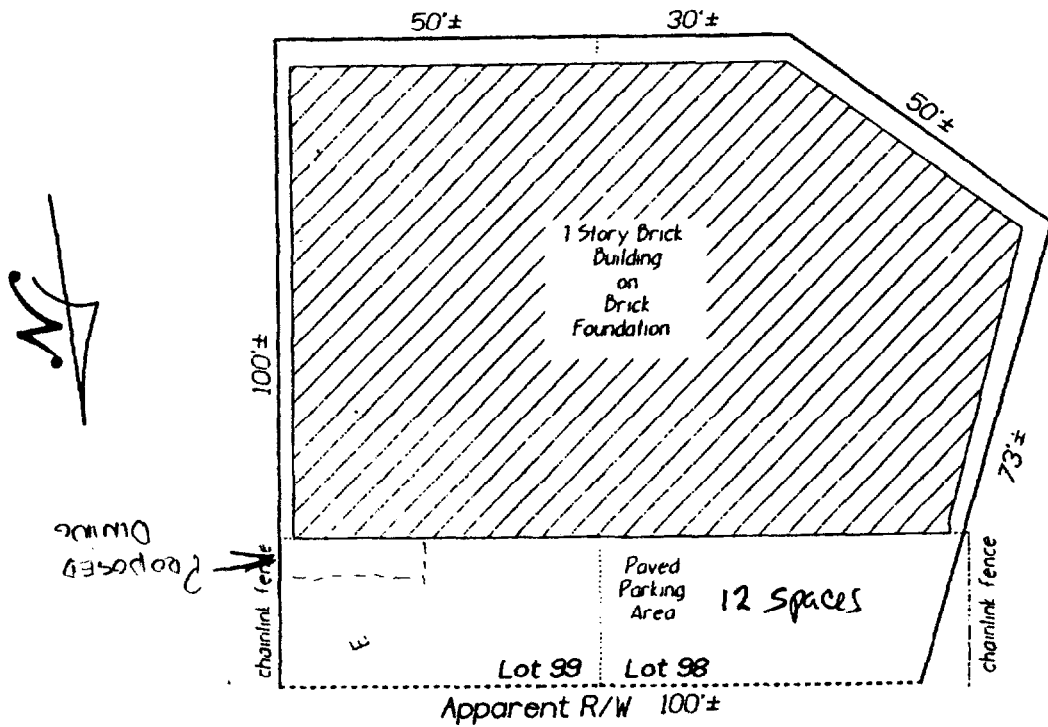 50'±
30'±
50'±
1 Story Brick
Building
on
Brick
Foundation
N
100'±
73'±
PROPOSED
DINING
chainlink fence
Paved
Parking
Area
12 Spaces
chainlink fence
E
Lot 99
Lot 98
Apparent R/W 100'±